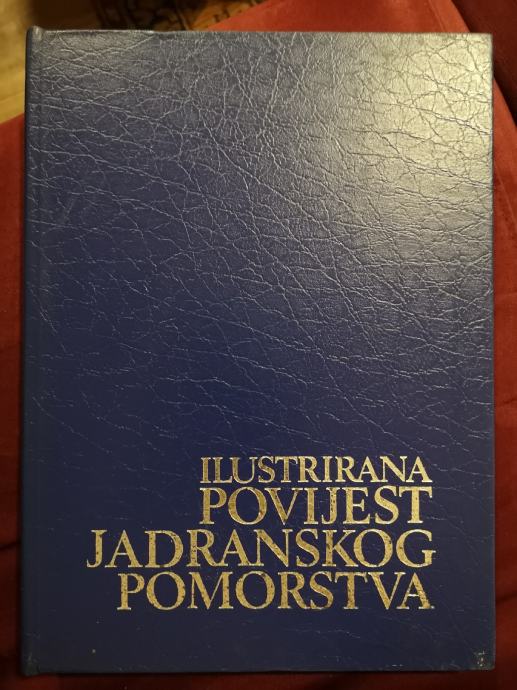 ILUSTRIRANA
POVIJEST
JADRANSKOG
POMORSTVA